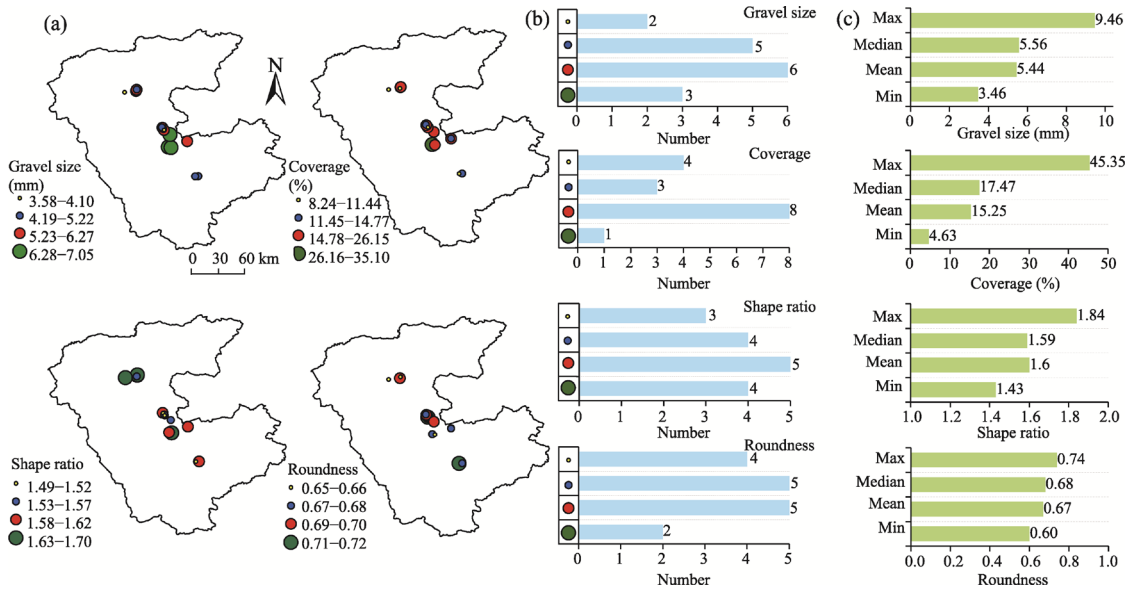 (a)
N
Gravel size
(mm)
3.58–4.10
4.19–5.22
5.23–6.27
6.28–7.05
0 30 60 km
Coverage
(%)
8.24–11.44
11.45–14.77
14.78–26.15
26.16–35.10
Shape ratio
1.49–1.52
1.53–1.57
1.58–1.62
1.63–1.70
Roundness
0.65–0.66
0.67–0.68
0.69–0.70
0.71–0.72
(b)
Gravel size
2
5
6
3
0 1 2 3 4 5 6
Number
Coverage
4
3
8
1
0 1 2 3 4 5 6 7 8
Number
Shape ratio
3
4
5
4
0 1 2 3 4 5
Number
Roundness
4
5
5
2
0 1 2 3 4 5
Number
(c)
Max 9.46
Median 5.56
Mean 5.44
Min 3.46
0 2 4 6 8 10
Gravel size (mm)
Max 45.35
Median 17.47
Mean 15.25
Min 4.63
0 10 20 30 40 50
Coverage (%)
Max 1.84
Median 1.59
Mean 1.6
Min 1.43
1.0 1.2 1.4 1.6 1.8 2.0
Shape ratio
Max 0.74
Median 0.68
Mean 0.67
Min 0.60
0.0 0.2 0.4 0.6 0.8 1.0
Roundness